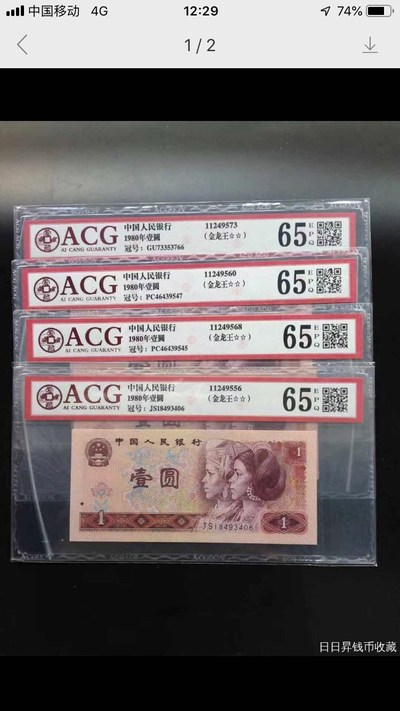 中国移动 4G 12:29 74%
1/2
ACG
AI CANG GUARANTY
中国人民银行
1980年壹圆
冠号：GU73353766
11249573
（金龙王☆☆）
65
EPQ
ACG
AI CANG GUARANTY
中国人民银行
1980年壹圆
冠号：PC46439547
11249560
（金龙王☆☆）
65
EPQ
ACG
AI CANG GUARANTY
中国人民银行
1980年壹圆
冠号：PC46439545
11249568
（金龙王☆☆）
65
EPQ
ACG
AI CANG GUARANTY
中国人民银行
1980年壹圆
冠号：JS18493406
11249556
（金龙王☆☆）
65
EPQ
中国人民银行
壹圆
1
JS18493406
1
1
日日昇钱币收藏